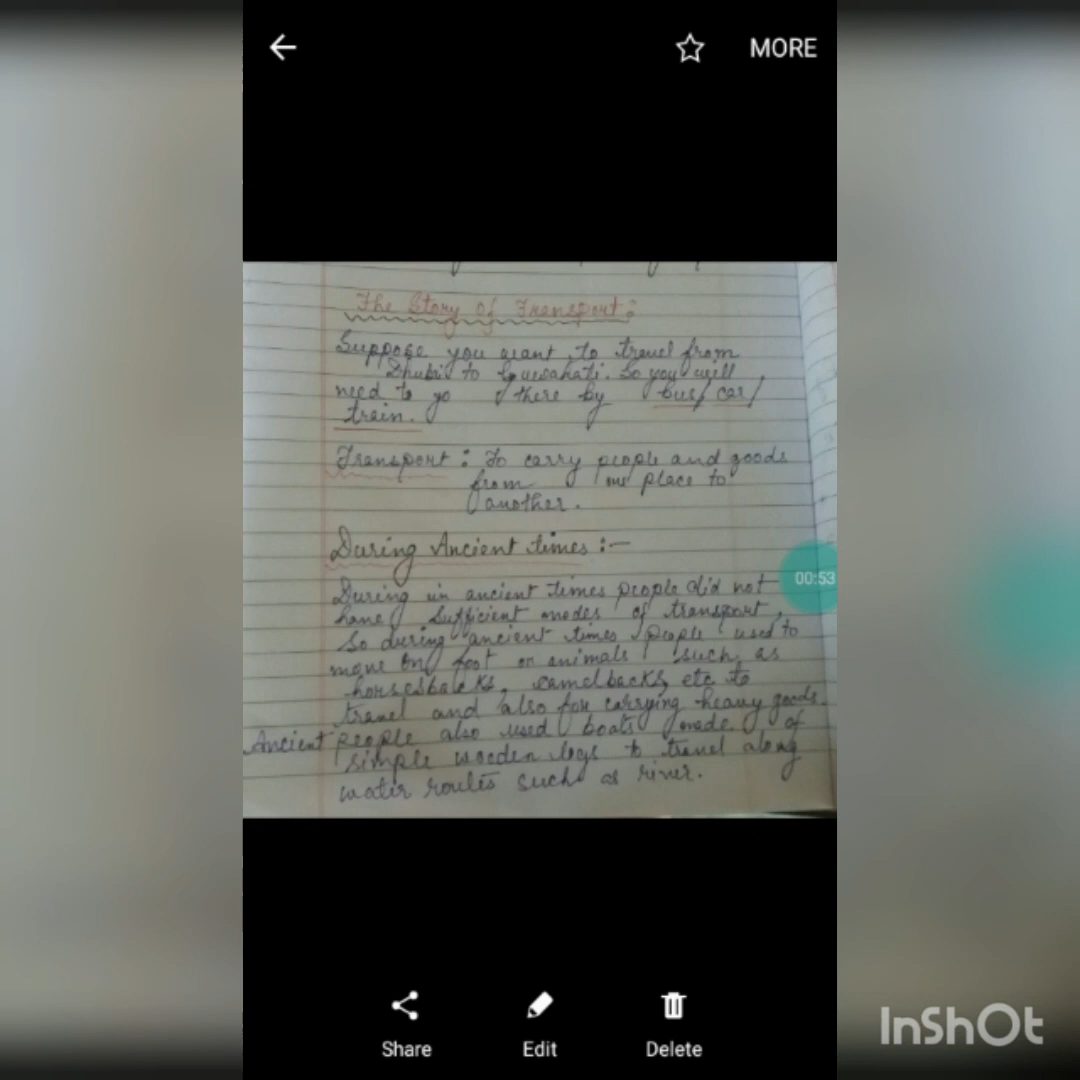 MORE
The Story of Transport:
Suppose you want to travel from
Dhubri to Guwahati. So you will
need to go there by bus/car/
train.
Transport: To carry people and goods
from one place to
another.
During Ancient times :-
During in ancient times people did not
have sufficient modes of transport,
So during ancient times people used to
move on foot or animals such as
horsesbacks, camelbacks, etc to
travel and also for carrying heavy goods.
Ancient people also used boats made of
simple wooden logs to travel along
water routes such as river.
00:53
Share Edit Delete
InShOt